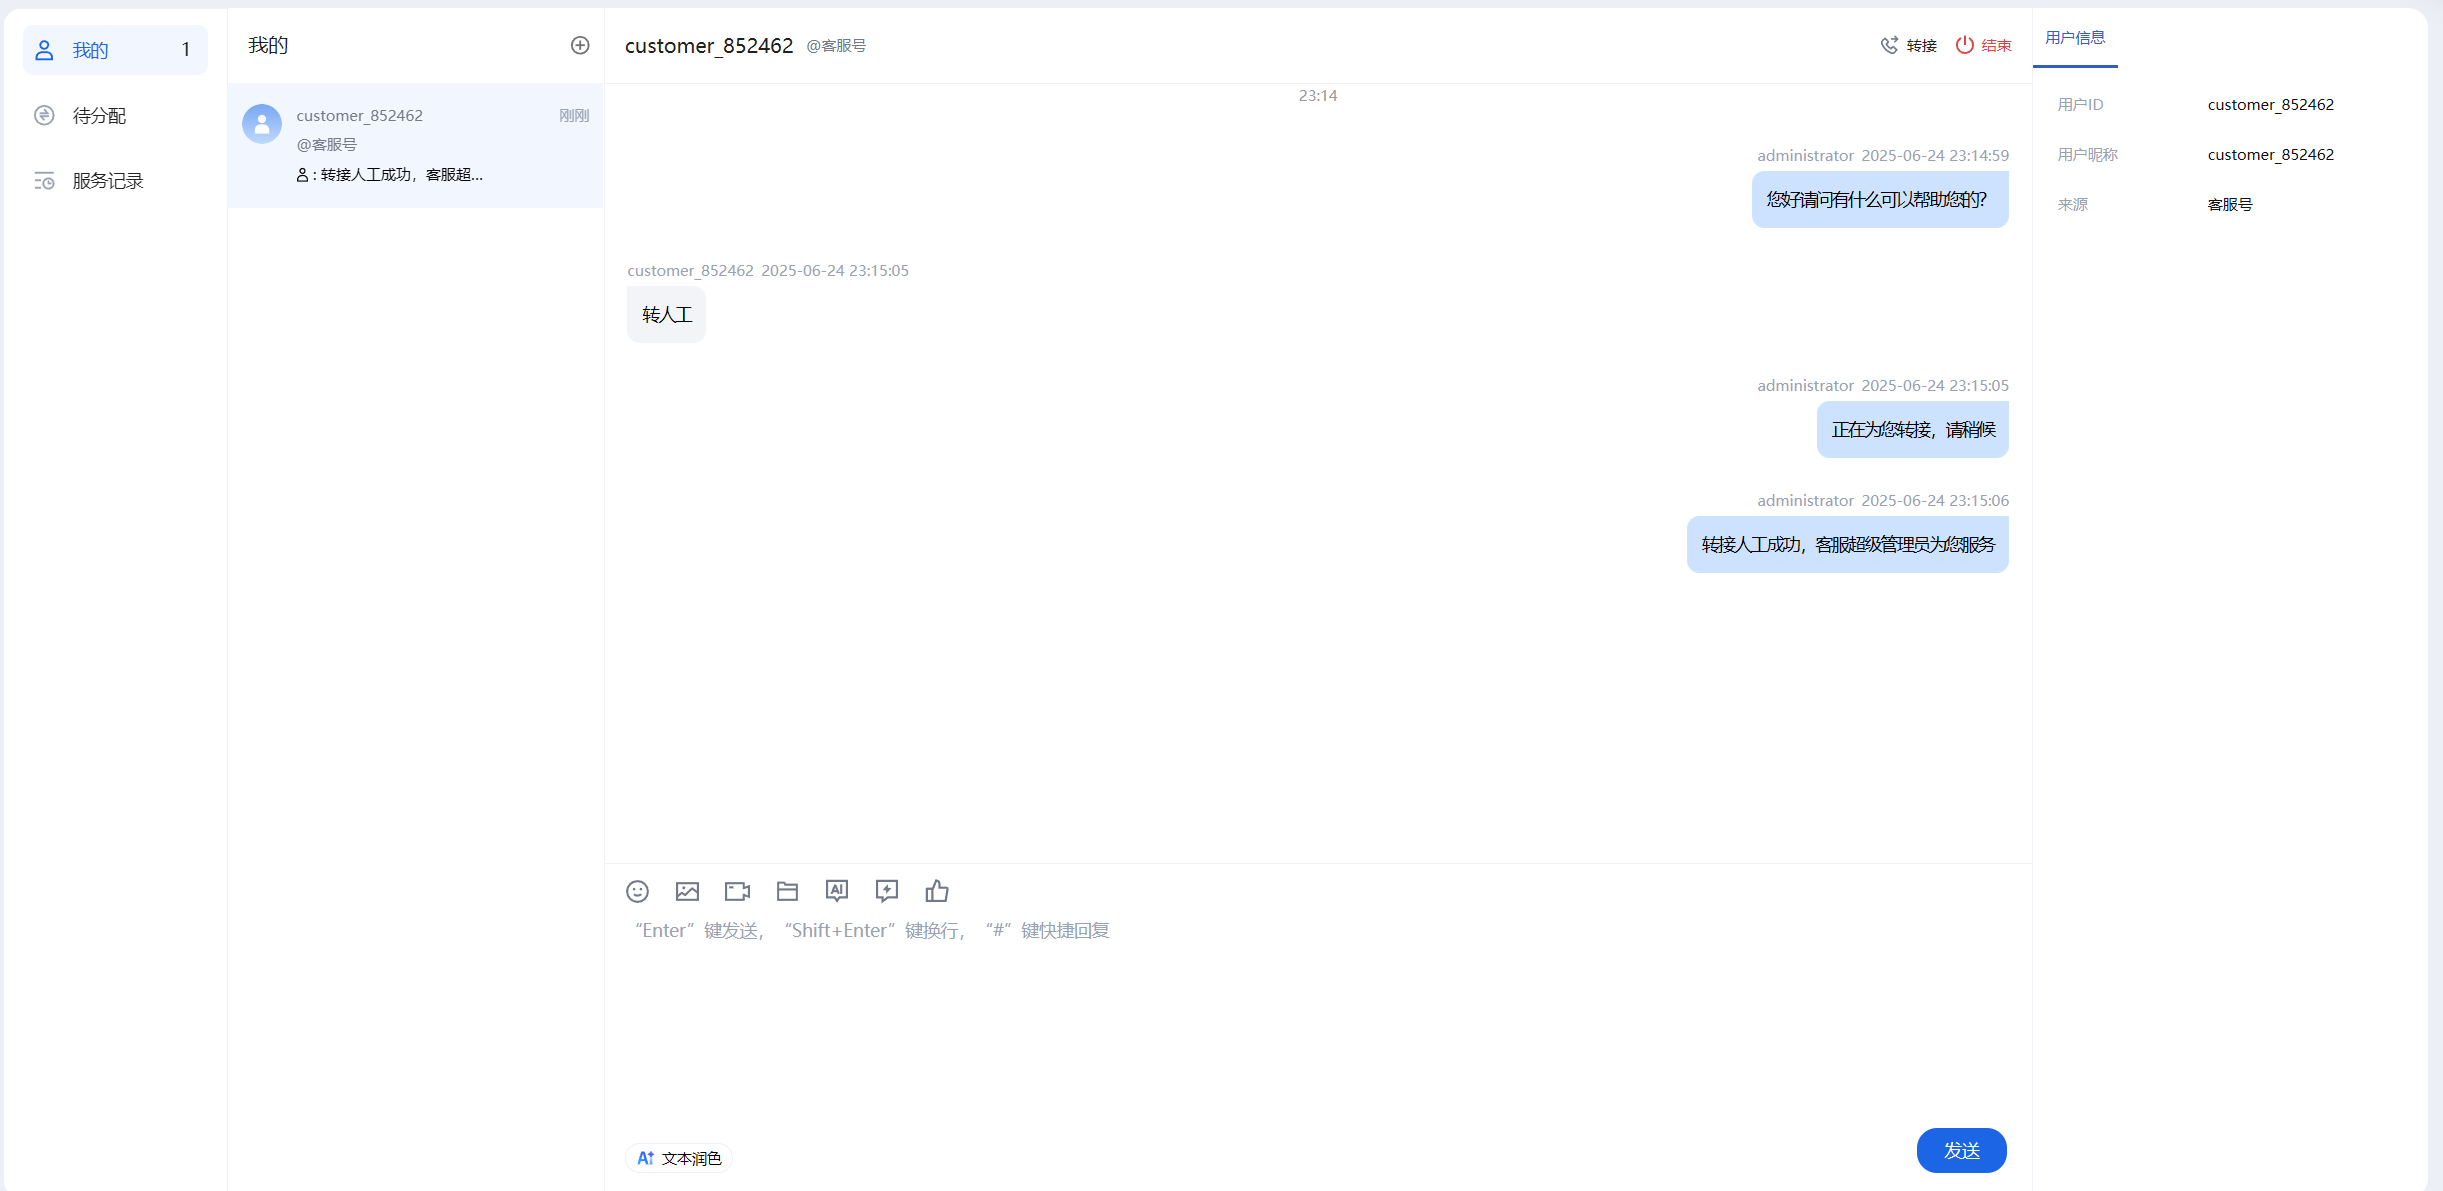 我的 1
待分配
服务记录
我的
customer_852462 刚刚
@客服号
: 转接人工成功，客服超...
customer_852462 @客服号
转接 结束
23:14
administrator 2025-06-24 23:14:59
您好请问有什么可以帮助您的？
customer_852462 2025-06-24 23:15:05
转人工
administrator 2025-06-24 23:15:05
正在为您转接，请稍候
administrator 2025-06-24 23:15:06
转接人工成功，客服超级管理员为您服务
AI
“Enter”键发送，“Shift+Enter”键换行，“#”键快捷回复
AI 文本润色
发送
用户信息
用户ID customer_852462
用户昵称 customer_852462
来源 客服号